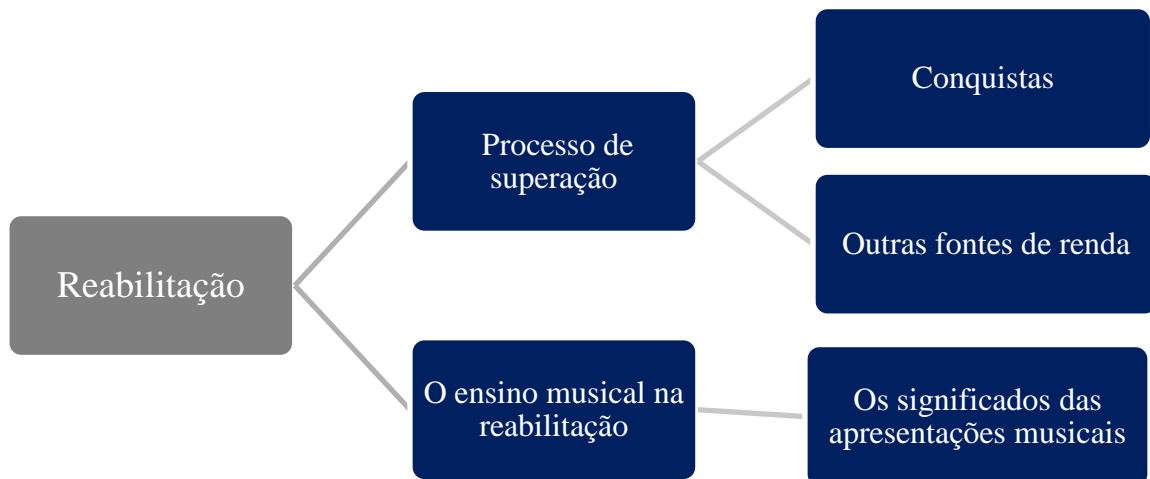 Reabilitação
Processo de
superação
Conquistas
Outras fontes de renda
O ensino musical na
reabilitação
Os significados das
apresentações musicais